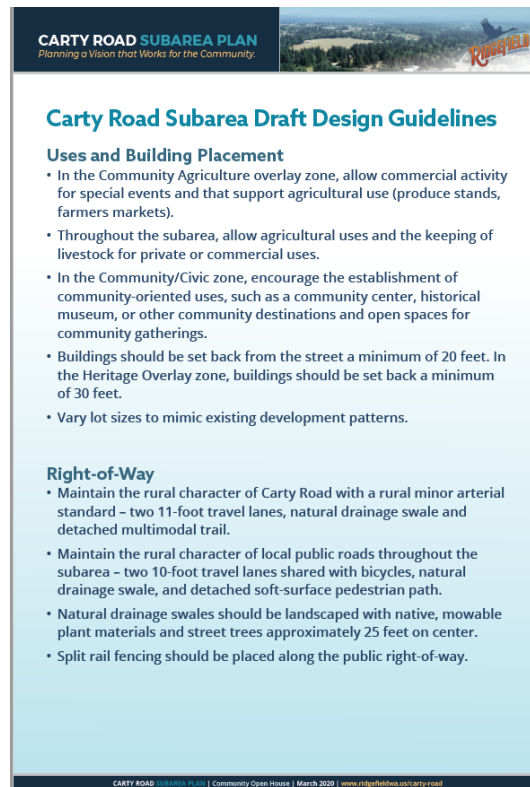 CARTY ROAD SUBAREA PLAN
Planning a Vision that Works for the Community.
RIDGEFIELD
Carty Road Subarea Draft Design Guidelines
Uses and Building Placement
• In the Community Agriculture overlay zone, allow commercial activity
for special events and that support agricultural use (produce stands,
farmers markets).
• Throughout the subarea, allow agricultural uses and the keeping of
livestock for private or commercial uses.
• In the Community/Civic zone, encourage the establishment of
community-oriented uses, such as a community center, historical
museum, or other community destinations and open spaces for
community gatherings.
• Buildings should be set back from the street a minimum of 20 feet. In
the Heritage Overlay zone, buildings should be set back a minimum
of 30 feet.
• Vary lot sizes to mimic existing development patterns.
Right-of-Way
• Maintain the rural character of Carty Road with a rural minor arterial
standard – two 11-foot travel lanes, natural drainage swale and
detached multimodal trail.
• Maintain the rural character of local public roads throughout the
subarea – two 10-foot travel lanes shared with bicycles, natural
drainage swale, and detached soft-surface pedestrian path.
• Natural drainage swales should be landscaped with native, mowable
plant materials and street trees approximately 25 feet on center.
• Split rail fencing should be placed along the public right-of-way.
CARTY ROAD SUBAREA PLAN | Community Open House | March 2020 | www.ridgefieldwa.us/carty-road